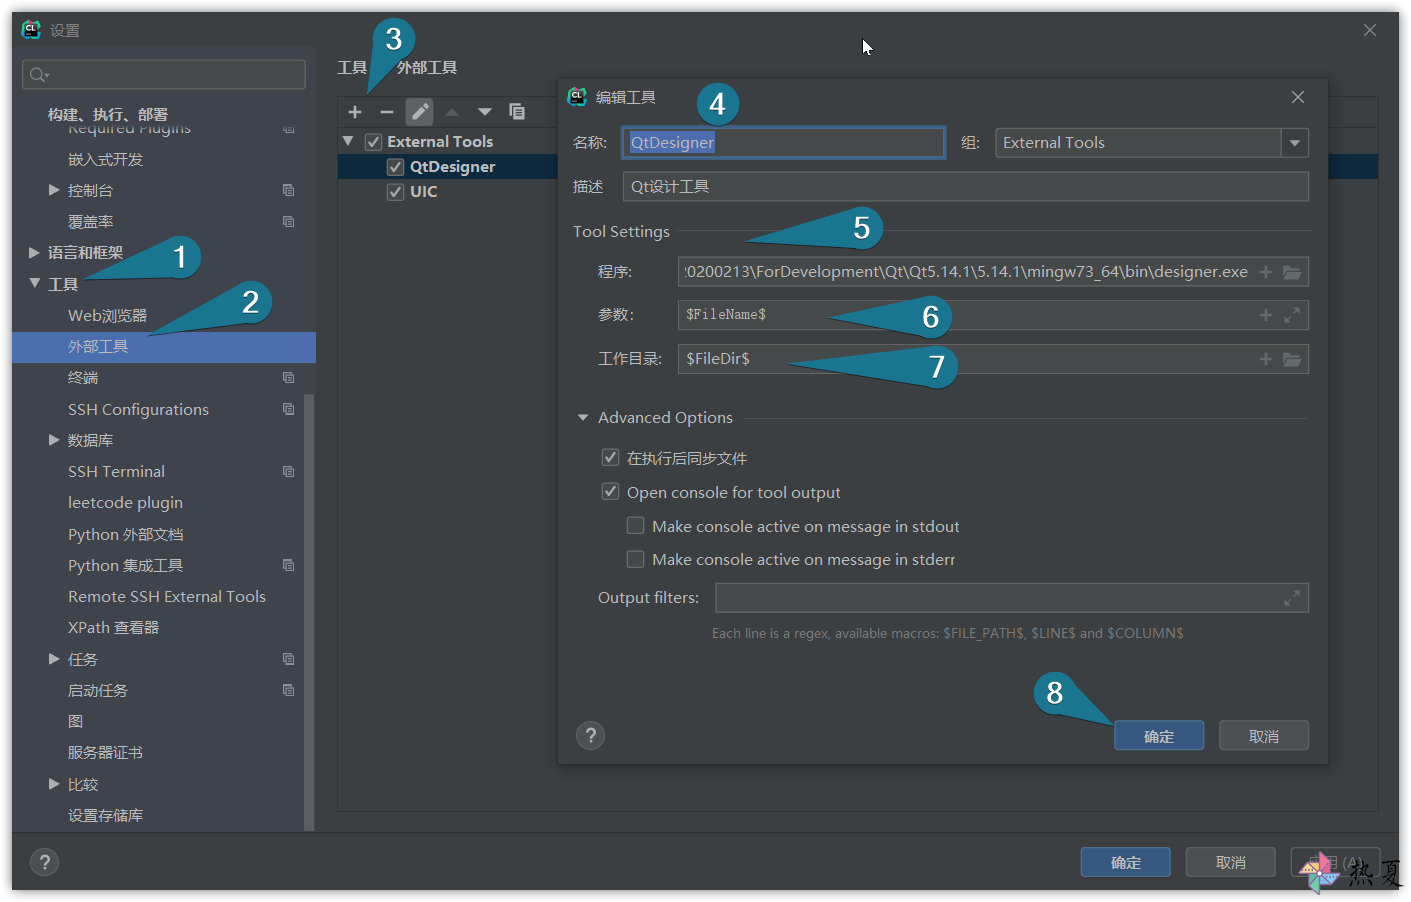 CL 设置
工具 外部工具
构建、执行、部署
Required Plugins
嵌入式开发
控制台
覆盖率
语言和框架
工具
Web浏览器
外部工具
终端
SSH Configurations
数据库
SSH Terminal
leetcode plugin
Python 外部文档
Python 集成工具
Remote SSH External Tools
XPath 查看器
任务
启动任务
图
服务器证书
比较
设置存储库
1
2
3
External Tools
QtDesigner
UIC
CL 编辑工具
4
名称: QtDesigner 组: External Tools
描述 Qt设计工具
Tool Settings 5
程序: 20200213\ForDevelopment\Qt\Qt5.14.1\5.14.1\mingw73_64\bin\designer.exe
参数: $FileName$ 6
工作目录: $FileDir$ 7
Advanced Options
在执行后同步文件
Open console for tool output
Make console active on message in stdout
Make console active on message in stderr
Output filters:
Each line is a regex, available macros: $FILE_PATH$, $LINE$ and $COLUMN$
8
? 确定 取消
? 确定 取消 用 (A)
热夏